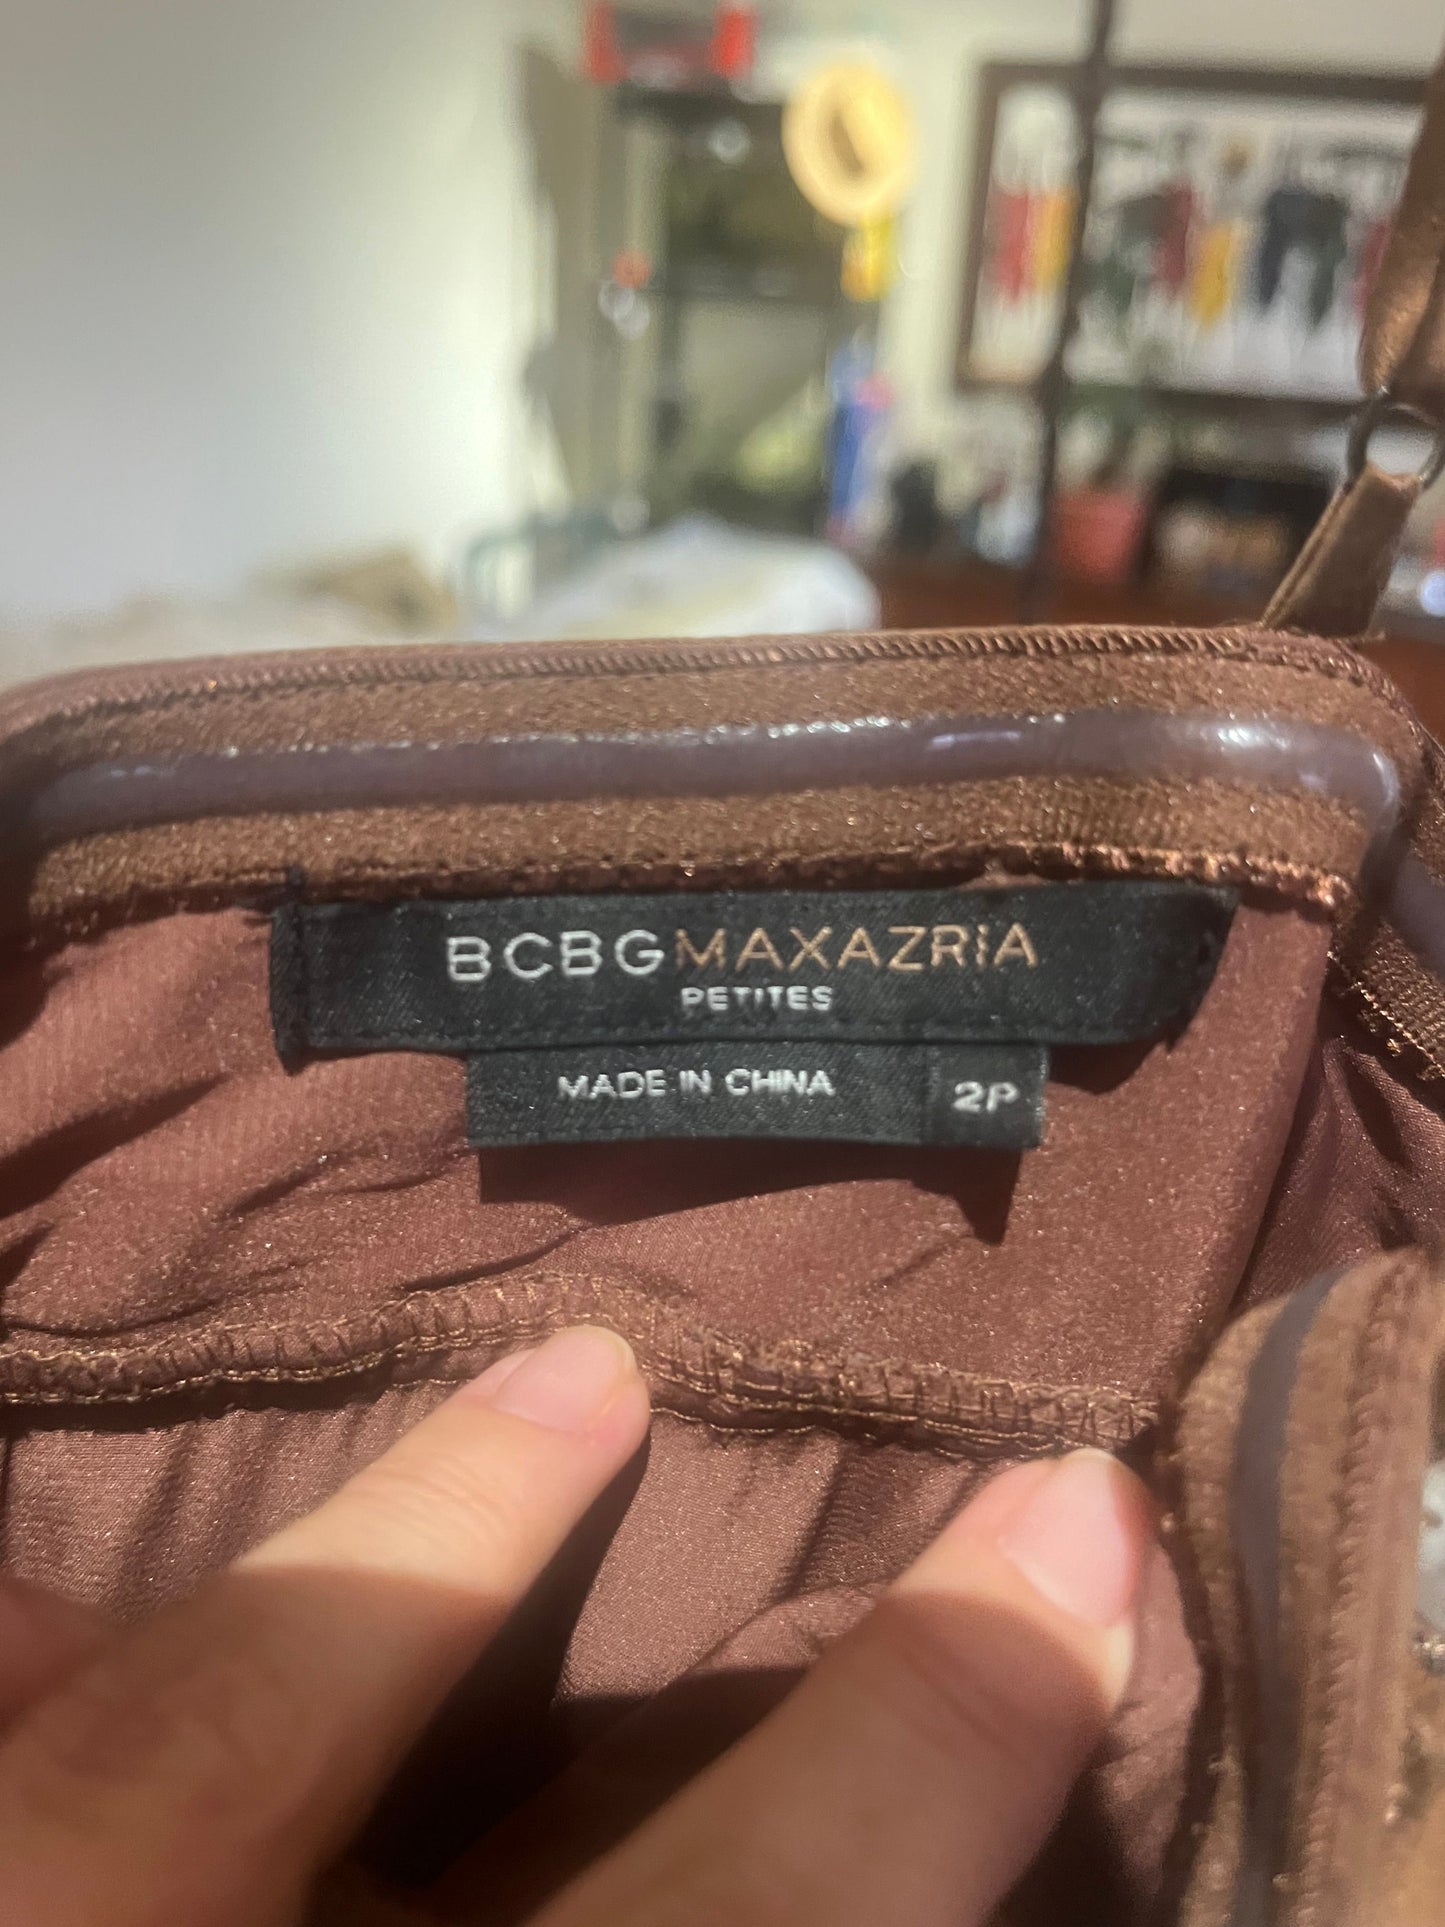 BCBGMAXAZRIA
PETITES
MADE IN CHINA
2P